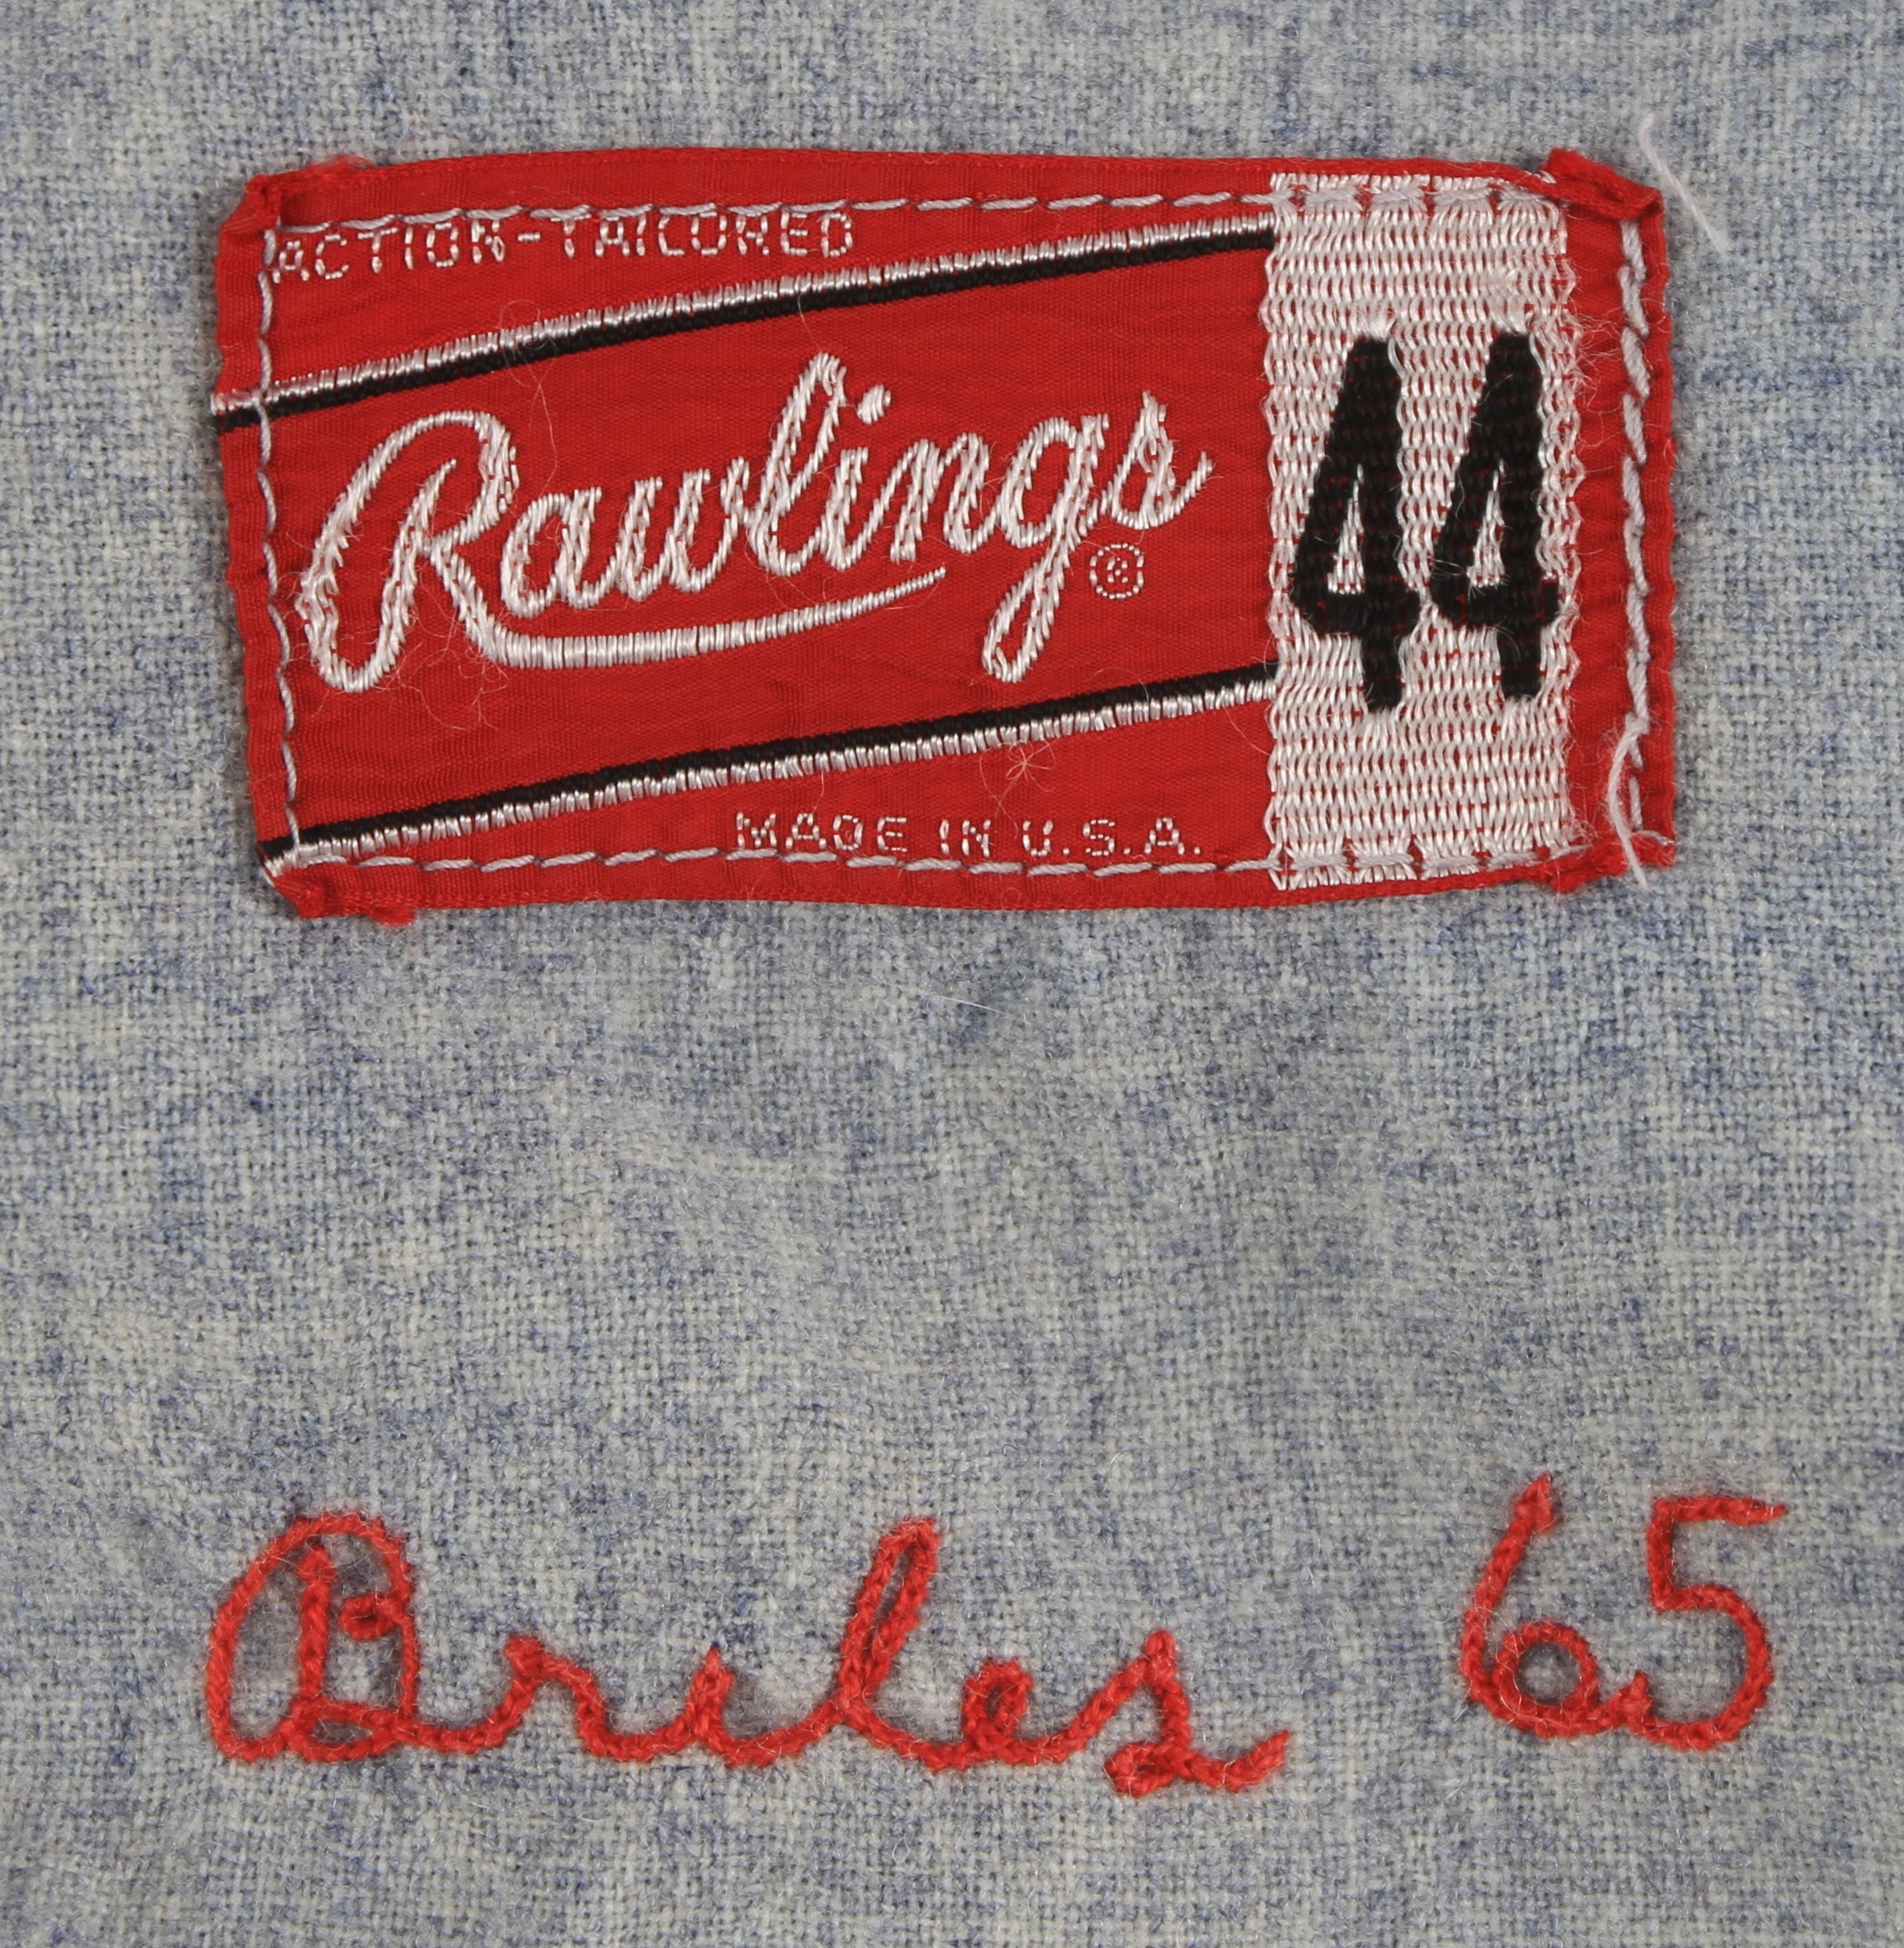 ACTION-TAILORED
Rawlings®
44
MADE IN U.S.A.
Briles 65